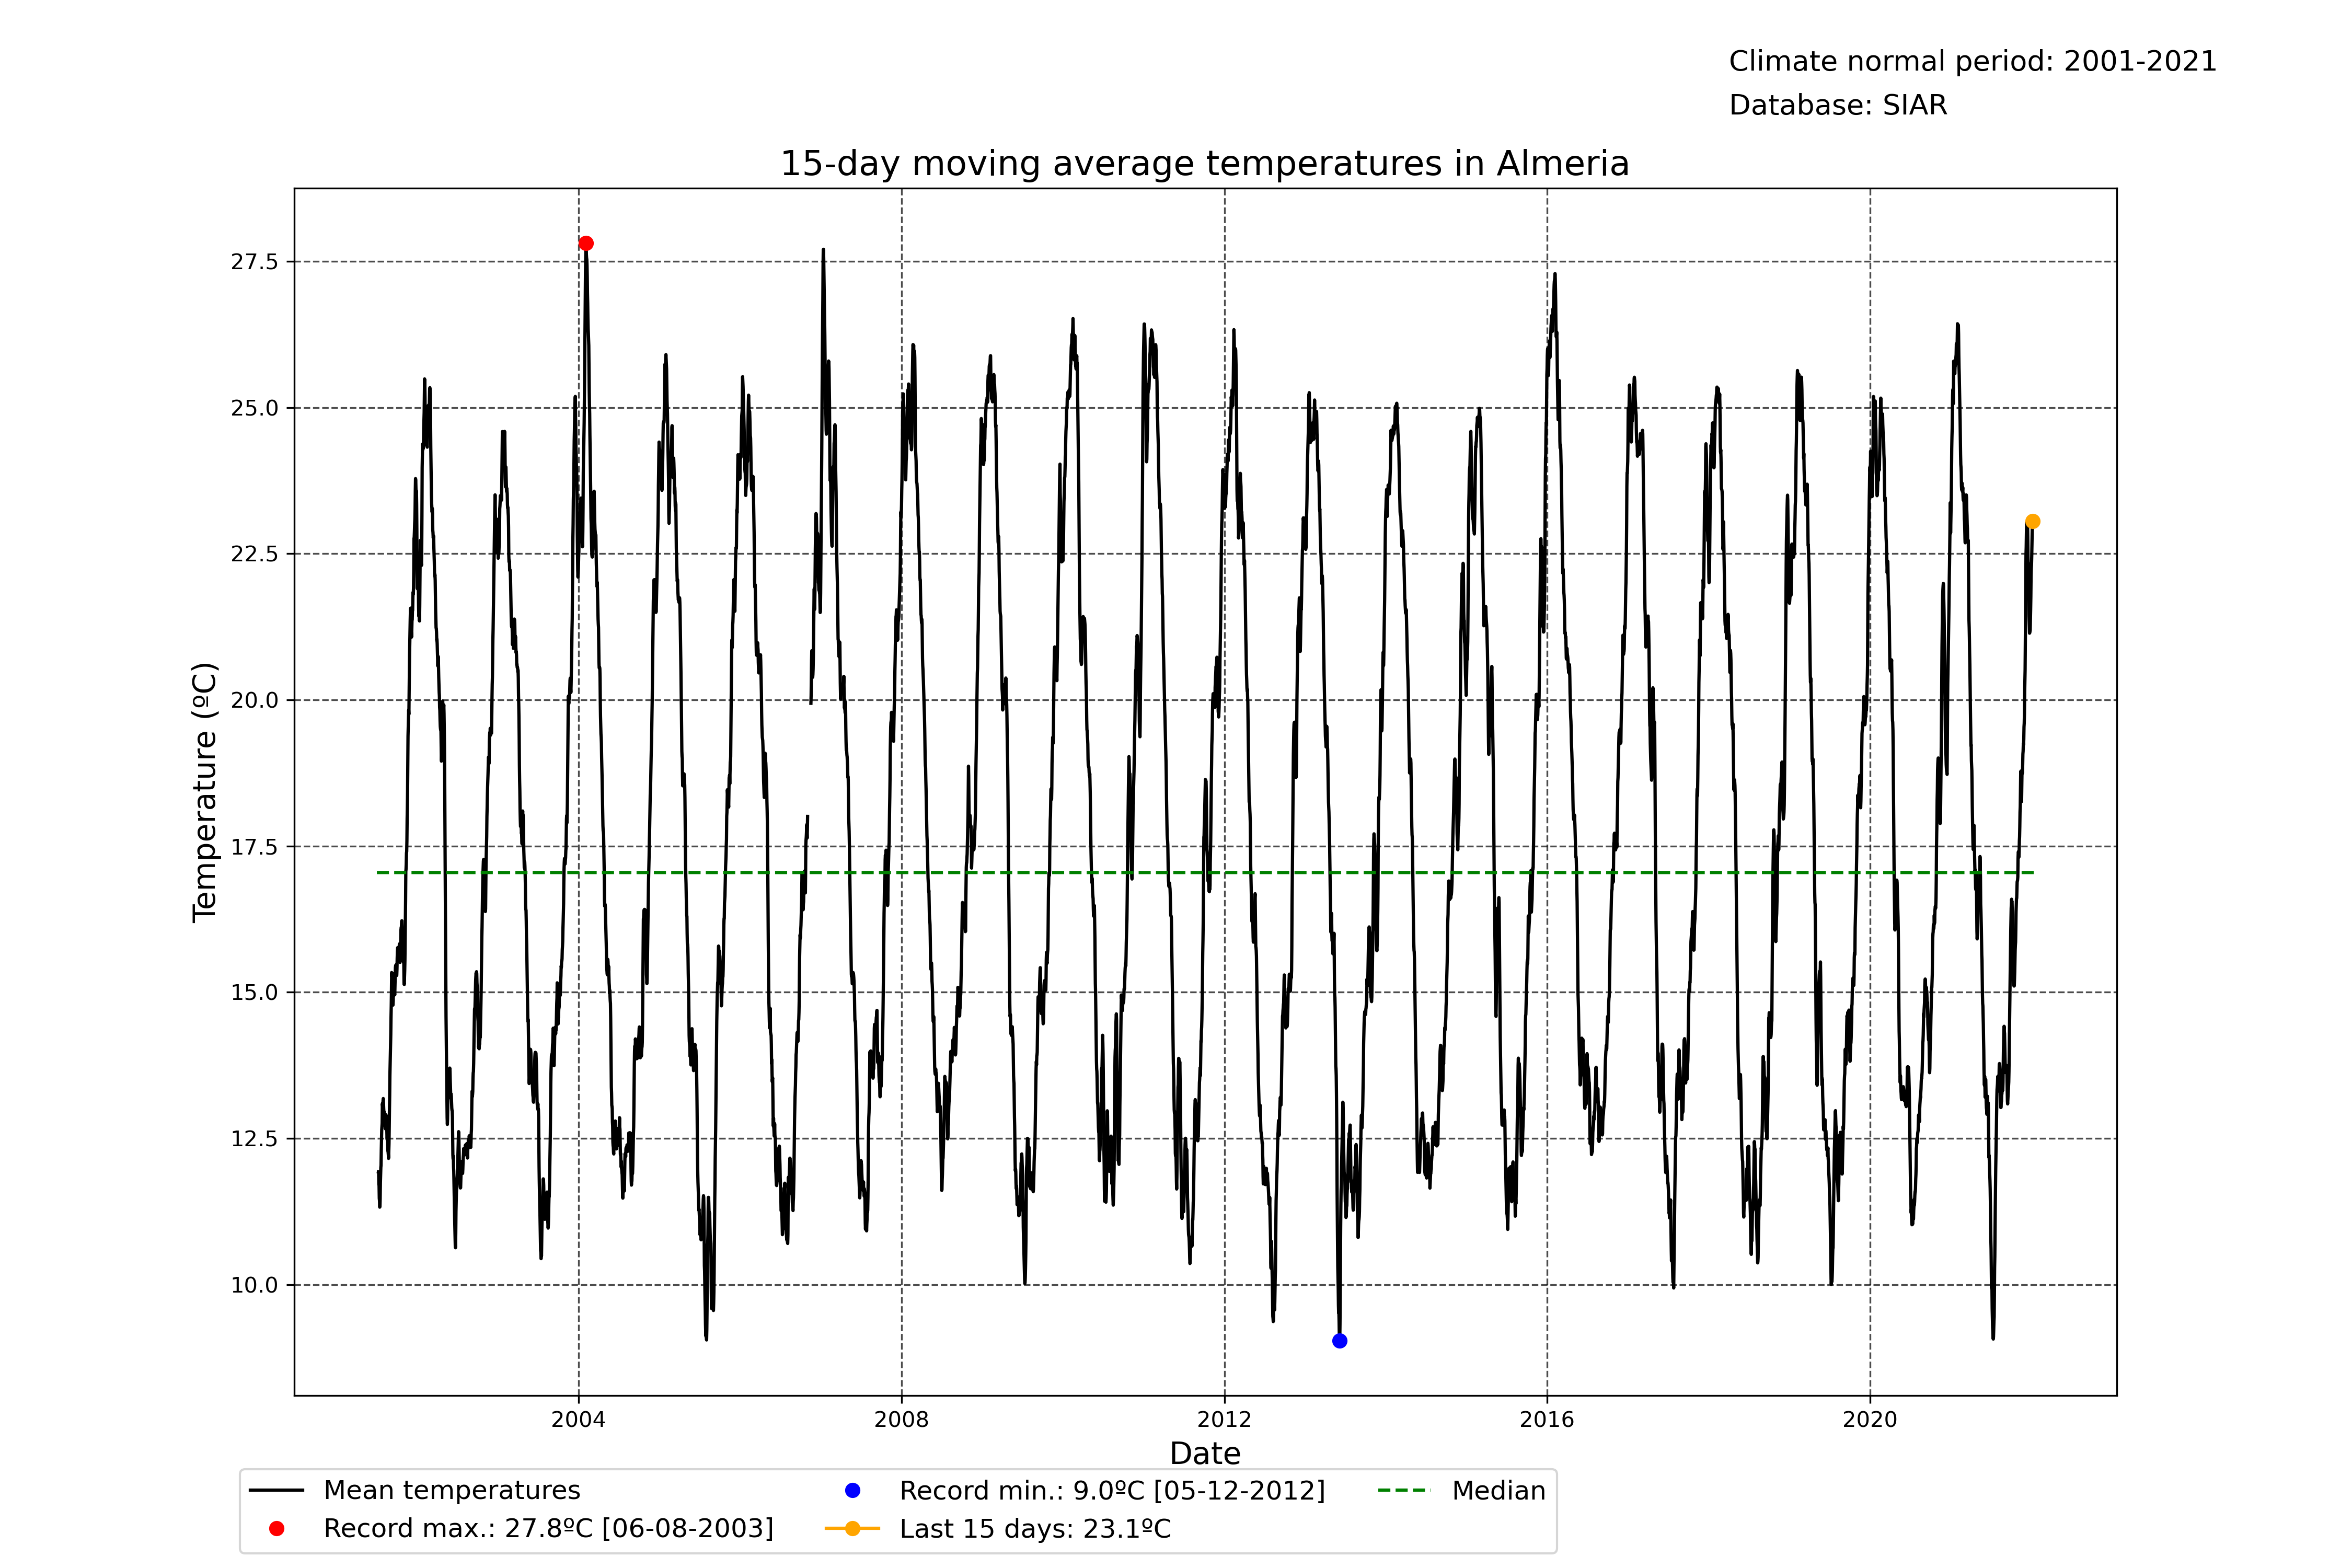 Climate normal period: 2001-2021
Database: SIAR
15-day moving average temperatures in Almeria
Temperature (ºC)
27.5
25.0
22.5
20.0
17.5
15.0
12.5
10.0
2004
2008
2012
2016
2020
Date
Mean temperatures
Record max.: 27.8ºC [06-08-2003]
Record min.: 9.0ºC [05-12-2012]
Last 15 days: 23.1ºC
Median